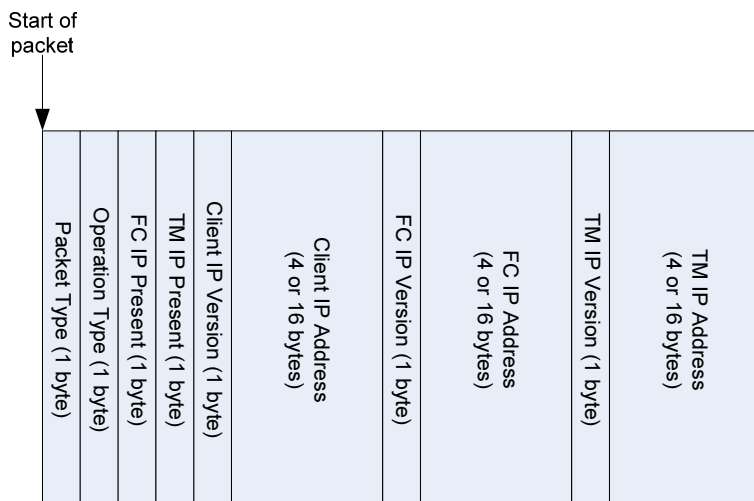 Start of
packet
Packet Type (1 byte)
Operation Type (1 byte)
FC IP Present (1 byte)
TM IP Present (1 byte)
Client IP Version (1 byte)
Client IP Address
(4 or 16 bytes)
FC IP Version (1 byte)
FC IP Address
(4 or 16 bytes)
TM IP Version (1 byte)
TM IP Address
(4 or 16 bytes)